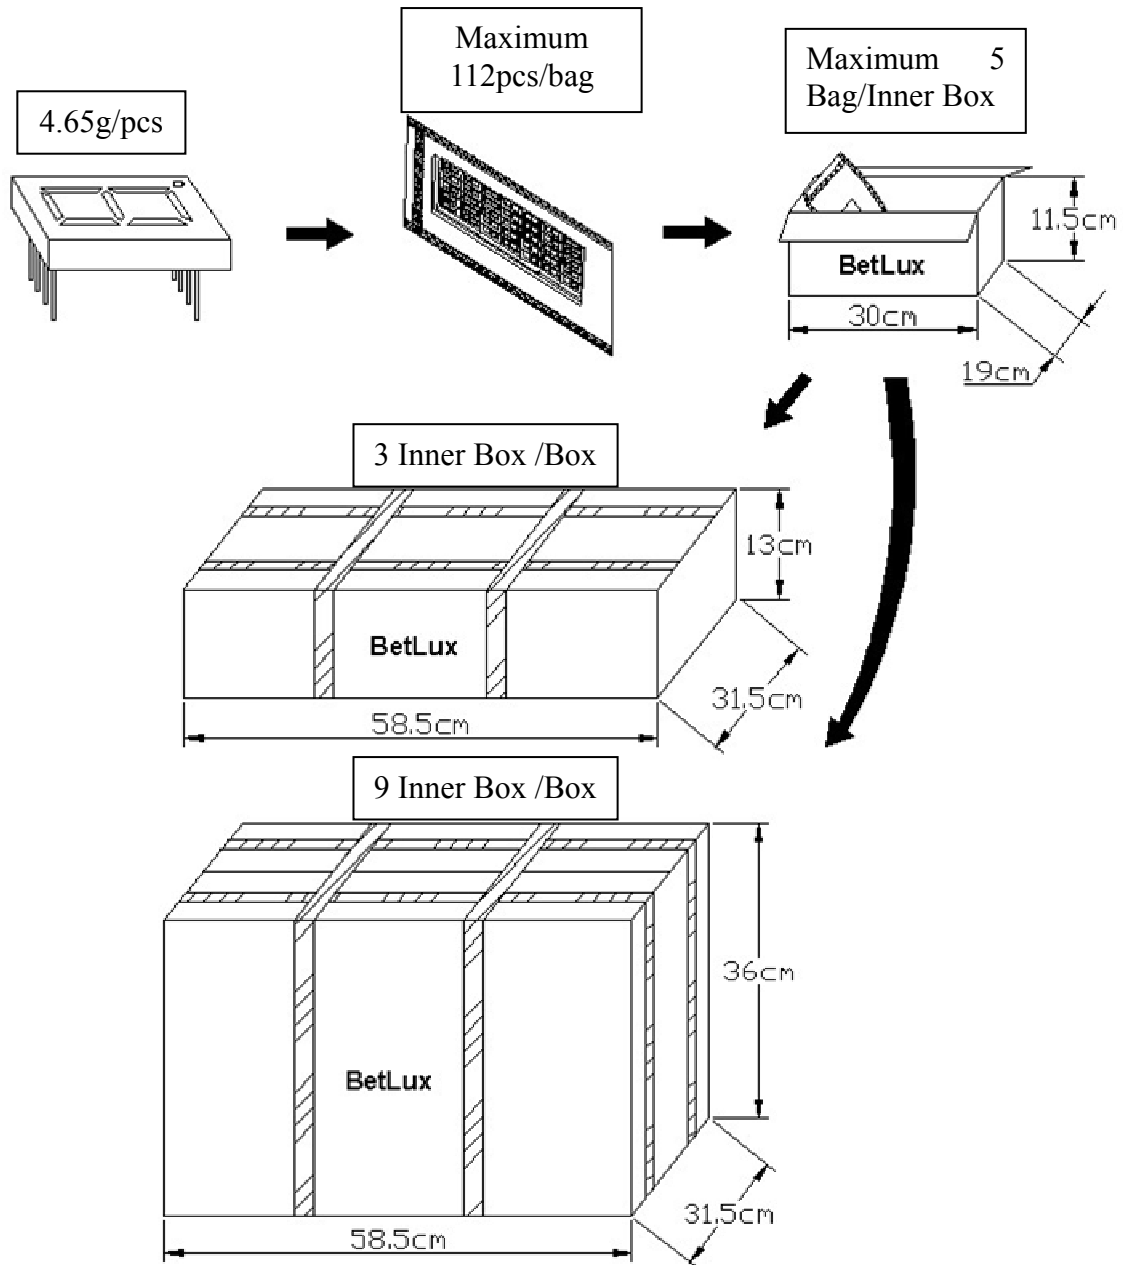 Maximum
112pcs/bag
Maximum 5
Bag/Inner Box
4.65g/pcs
BetLux
11.5cm
30cm
19cm
3 Inner Box /Box
13cm
BetLux
31.5cm
58.5cm
9 Inner Box /Box
36cm
BetLux
31.5cm
58.5cm